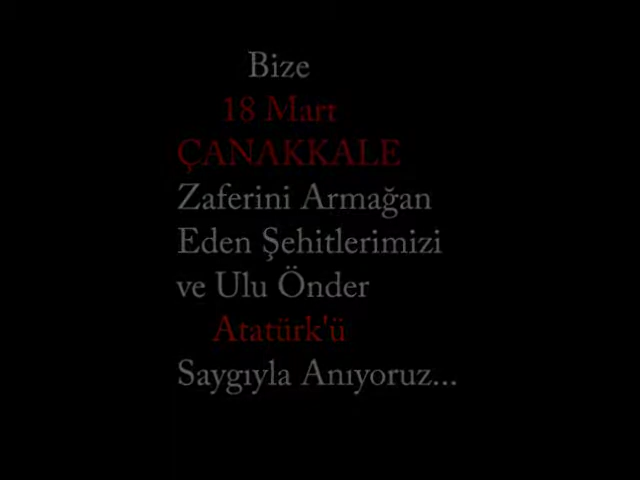 Bize
18 Mart
ÇANAKKALE
Zaferini Armağan
Eden Şehitlerimizi
ve Ulu Önder
Atatürk'ü
Saygıyla Anıyoruz...